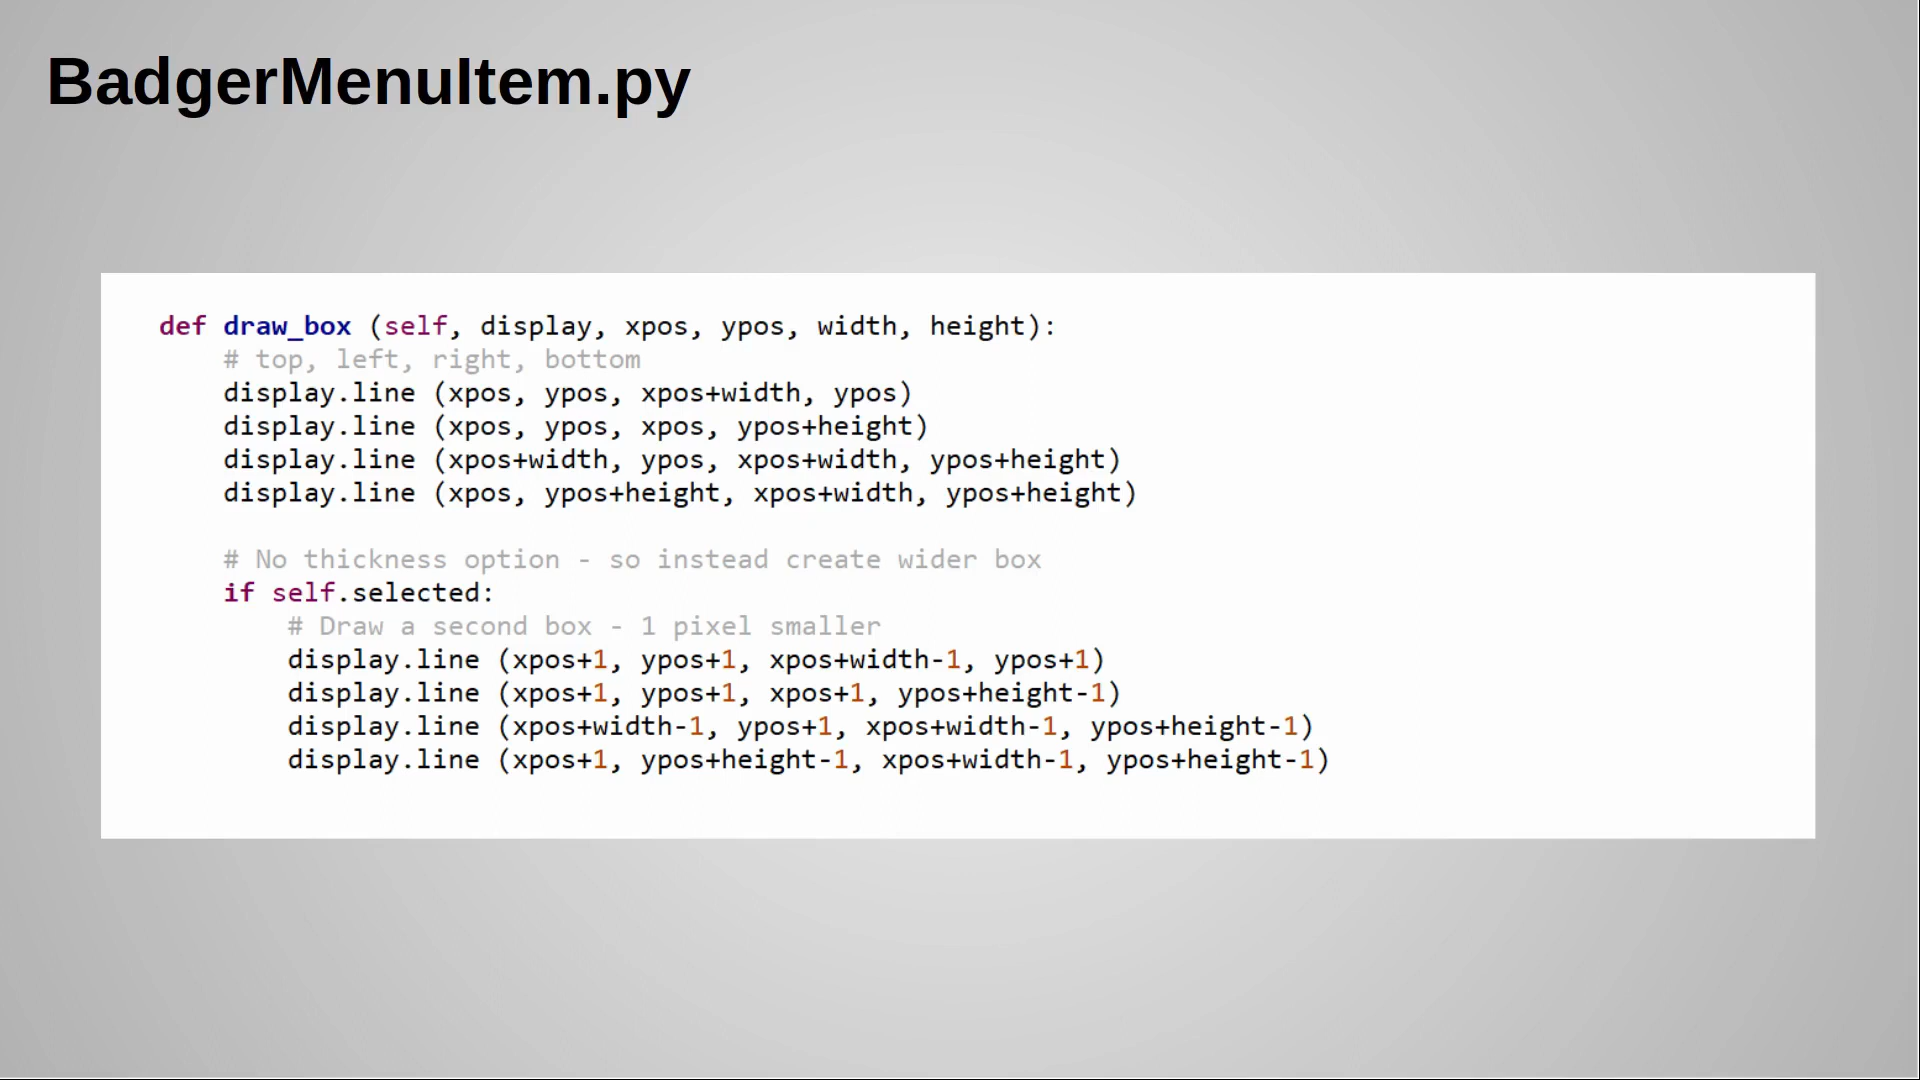 BadgerMenuItem.py
def draw_box (self, display, xpos, ypos, width, height):
    # top, left, right, bottom
    display.line (xpos, ypos, xpos+width, ypos)
    display.line (xpos, ypos, xpos, ypos+height)
    display.line (xpos+width, ypos, xpos+width, ypos+height)
    display.line (xpos, ypos+height, xpos+width, ypos+height)

    # No thickness option - so instead create wider box
    if self.selected:
        # Draw a second box - 1 pixel smaller
        display.line (xpos+1, ypos+1, xpos+width-1, ypos+1)
        display.line (xpos+1, ypos+1, xpos+1, ypos+height-1)
        display.line (xpos+width-1, ypos+1, xpos+width-1, ypos+height-1)
        display.line (xpos+1, ypos+height-1, xpos+width-1, ypos+height-1)